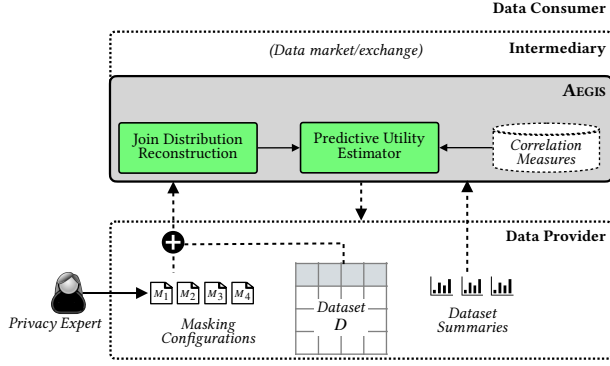 Data Consumer
(Data market/exchange)
Intermediary
AEGIS
Join Distribution
Reconstruction
Predictive Utility
Estimator
Correlation
Measures
Data Provider
M1
M2
M3
M4
Privacy Expert
Masking
Configurations
Dataset
D
Dataset
Summaries